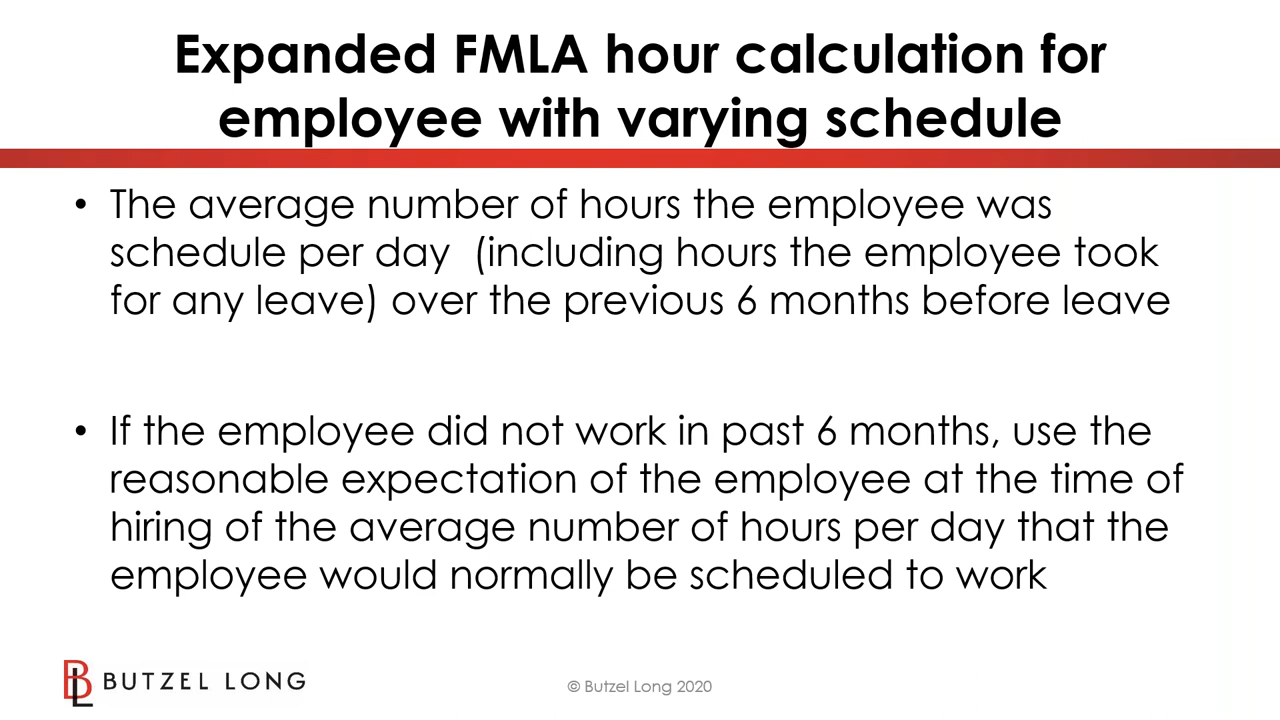 Expanded FMLA hour calculation for
employee with varying schedule
• The average number of hours the employee was
schedule per day  (including hours the employee took
for any leave) over the previous 6 months before leave
• If the employee did not work in past 6 months, use the
reasonable expectation of the employee at the time of
hiring of the average number of hours per day that the
employee would normally be scheduled to work
BL BUTZEL LONG
© Butzel Long 2020